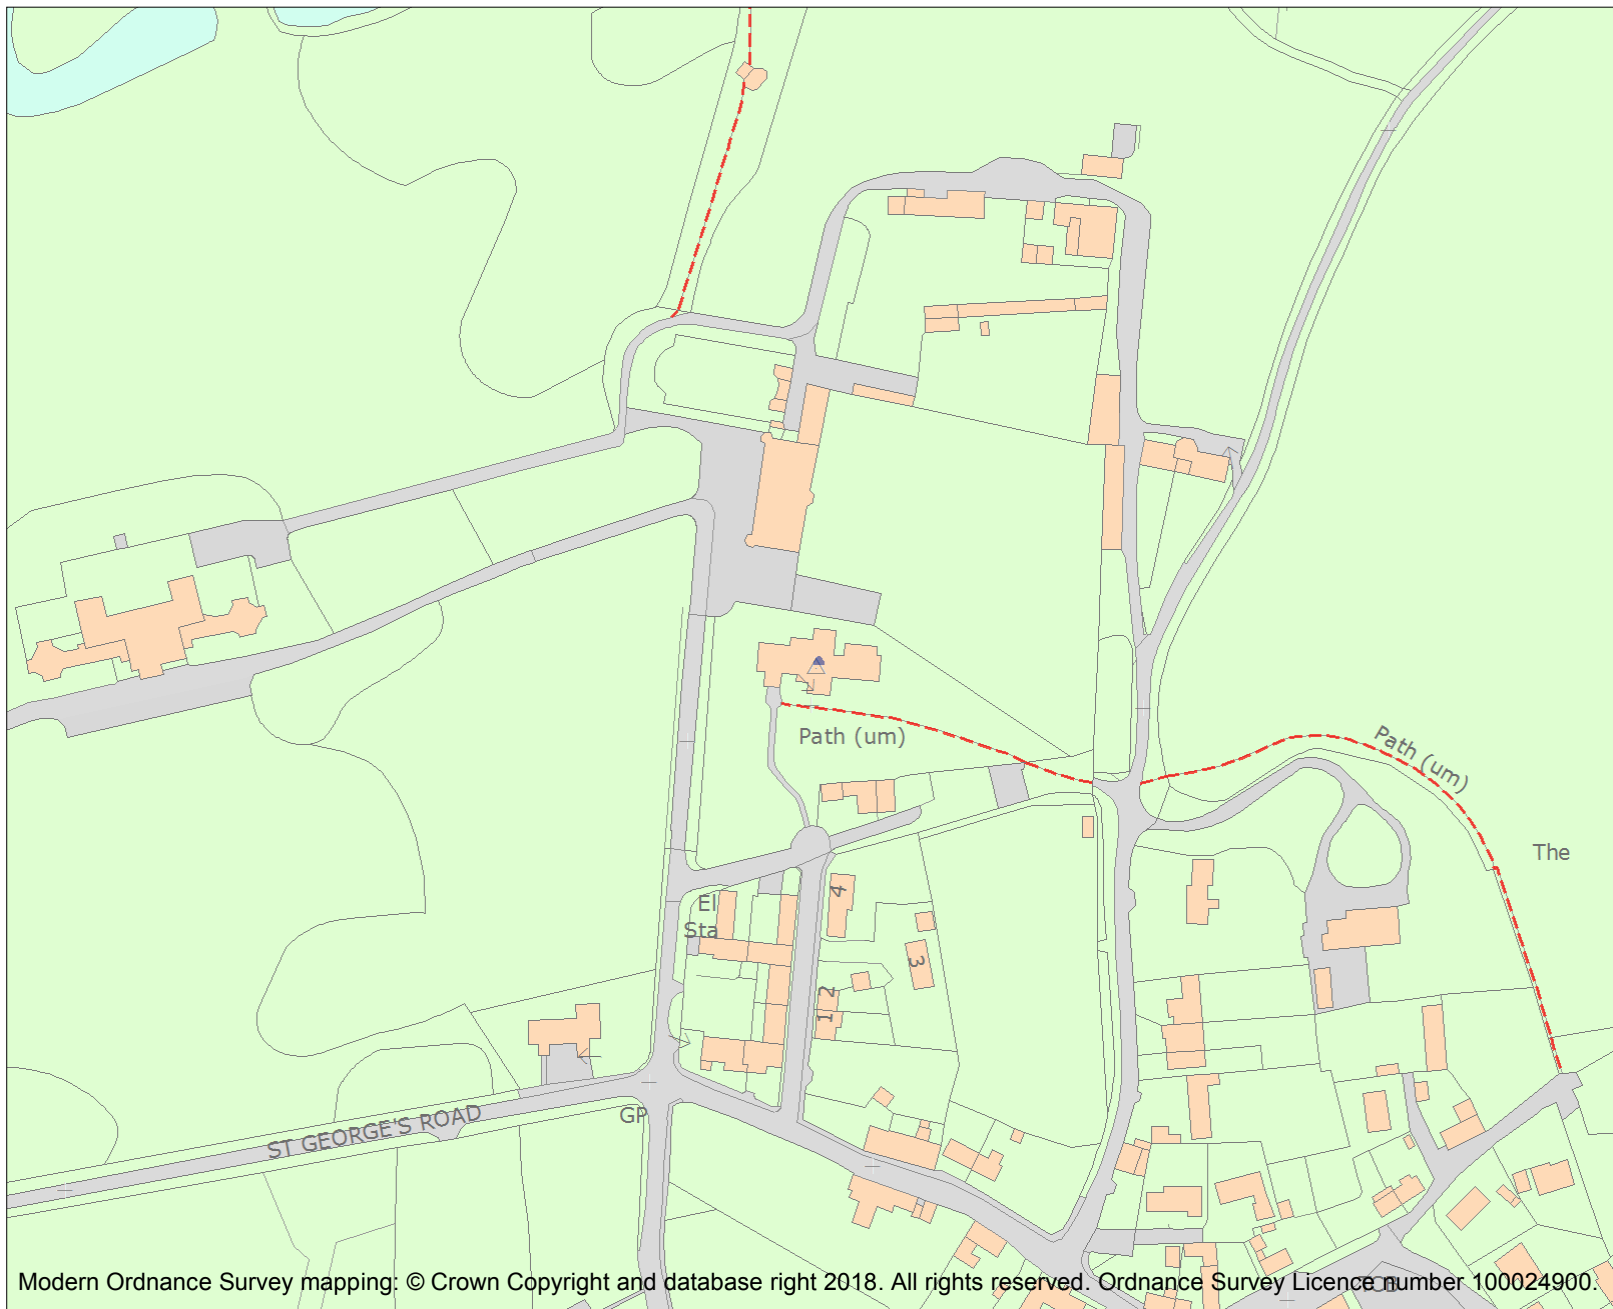 Path (um)
Path (um)
The
4
El
Sta
3
2
1
GP
ST GEORGE'S ROAD
TCB
Modern Ordnance Survey mapping: © Crown Copyright and database right 2018. All rights reserved. Ordnance Survey Licence number 100024900.